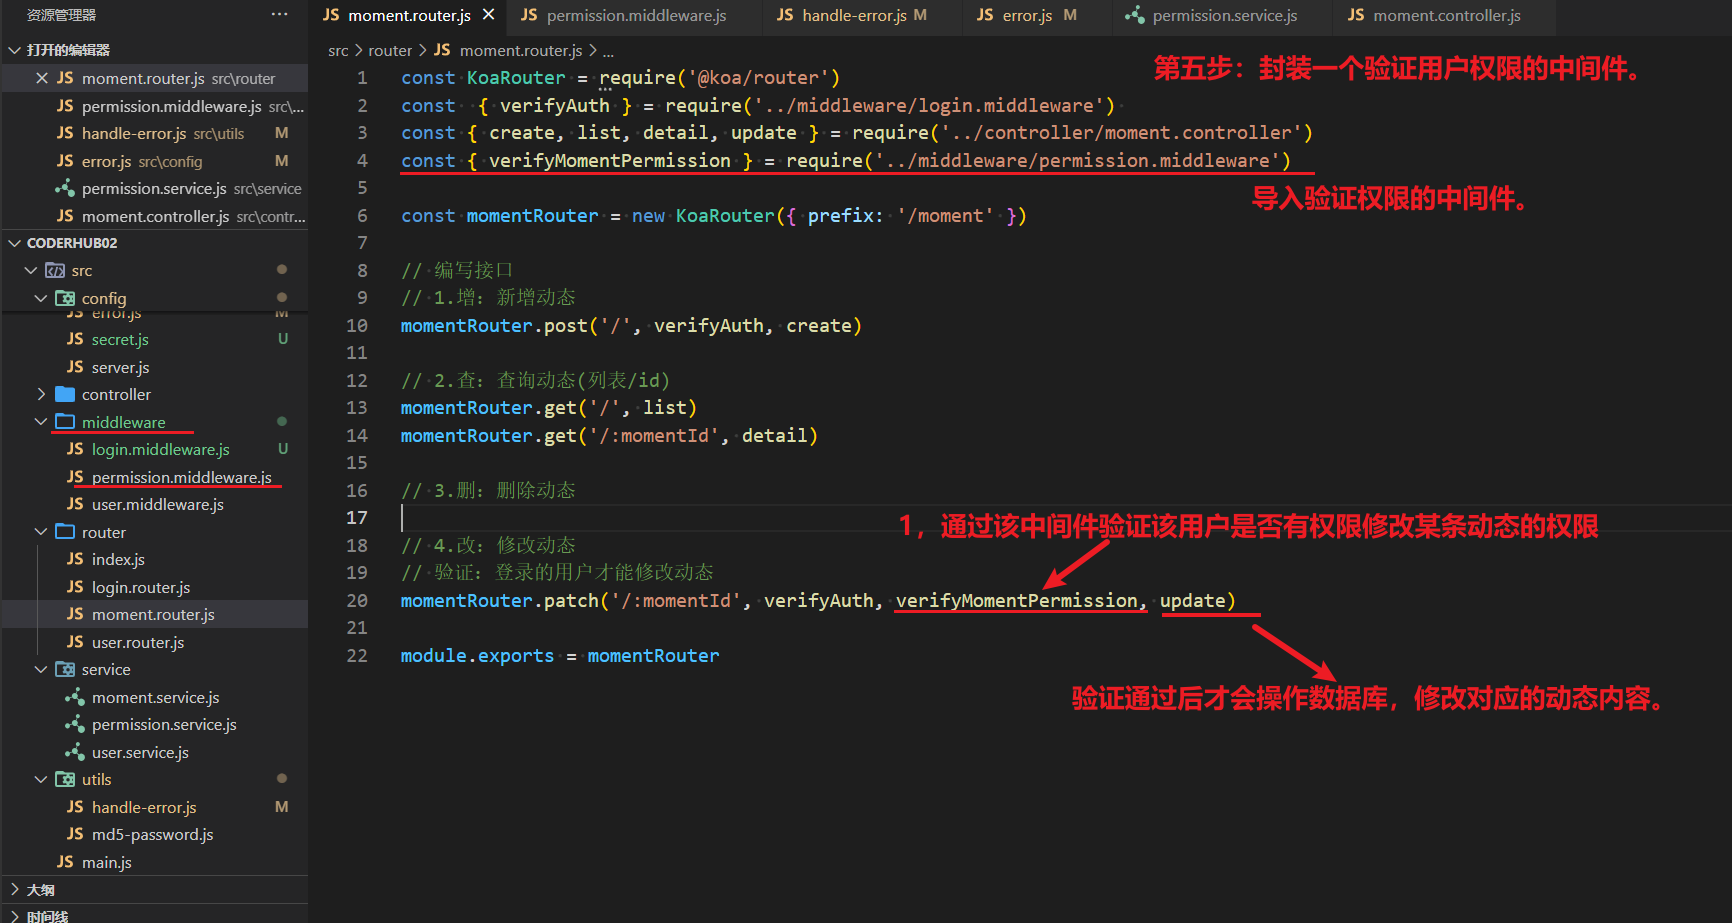 资源管理器 ···
打开的编辑器
JS moment.router.js src\router
JS permission.middleware.js src\...
JS handle-error.js src\utils M
JS error.js src\config M
permission.service.js src\service
JS moment.controller.js src\contr...
CODERHUB02
src
config
JS error.js M
JS secret.js U
JS server.js
controller
middleware
JS login.middleware.js U
JS permission.middleware.js
JS user.middleware.js
router
JS index.js
JS login.router.js
JS moment.router.js
JS user.router.js
service
moment.service.js
permission.service.js
user.service.js
utils
JS handle-error.js M
JS md5-password.js
JS main.js
大纲
时间线
JS moment.router.js
JS permission.middleware.js
JS handle-error.js M
JS error.js M
permission.service.js
JS moment.controller.js
src > router > JS moment.router.js > ...
第五步：封装一个验证用户权限的中间件。
1 const KoaRouter = require('@koa/router')
2 const  { verifyAuth } = require('../middleware/login.middleware')
3 const { create, list, detail, update } = require('../controller/moment.controller')
4 const { verifyMomentPermission } = require('../middleware/permission.middleware')
5
导入验证权限的中间件。
6 const momentRouter = new KoaRouter({ prefix: '/moment' })
7
8 // 编写接口
9 // 1.增：新增动态
10 momentRouter.post('/', verifyAuth, create)
11
12 // 2.查：查询动态(列表/id)
13 momentRouter.get('/', list)
14 momentRouter.get('/:momentId', detail)
15
16 // 3.删：删除动态
17
1，通过该中间件验证该用户是否有权限修改某条动态的权限
18 // 4.改：修改动态
19 // 验证：登录的用户才能修改动态
20 momentRouter.patch('/:momentId', verifyAuth, verifyMomentPermission, update)
21
22 module.exports = momentRouter
验证通过后才会操作数据库，修改对应的动态内容。